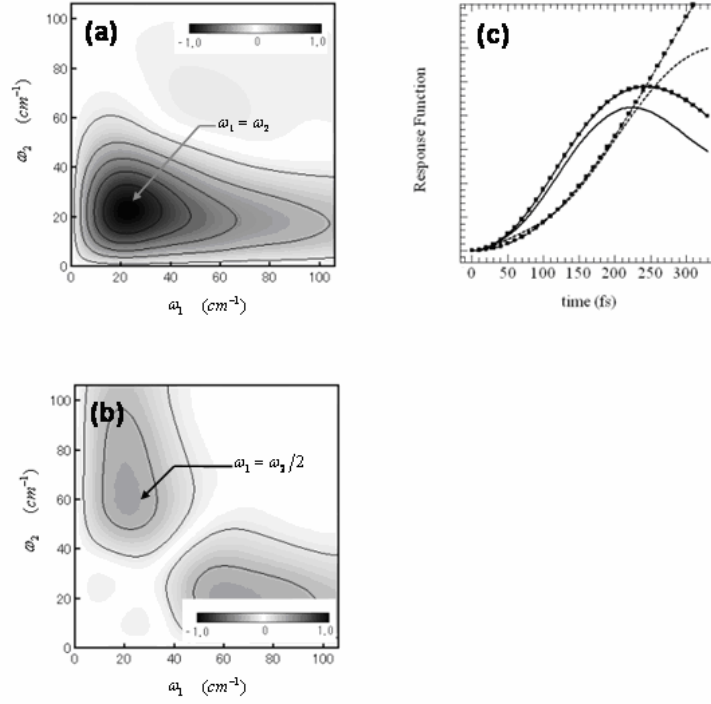 (a)
-1.0 0 1.0
100
80
60
40
20
0
ω₁ = ω₂
ω₂ (cm⁻¹)
0 20 40 60 80 100
ω₁ (cm⁻¹)
(c)
Response Function
0 50 100 150 200 250 300
time (fs)
(b)
100
80
60
40
20
0
ω₁ = ω₂/2
ω₂ (cm⁻¹)
-1.0 0 1.0
0 20 40 60 80 100
ω₁ (cm⁻¹)